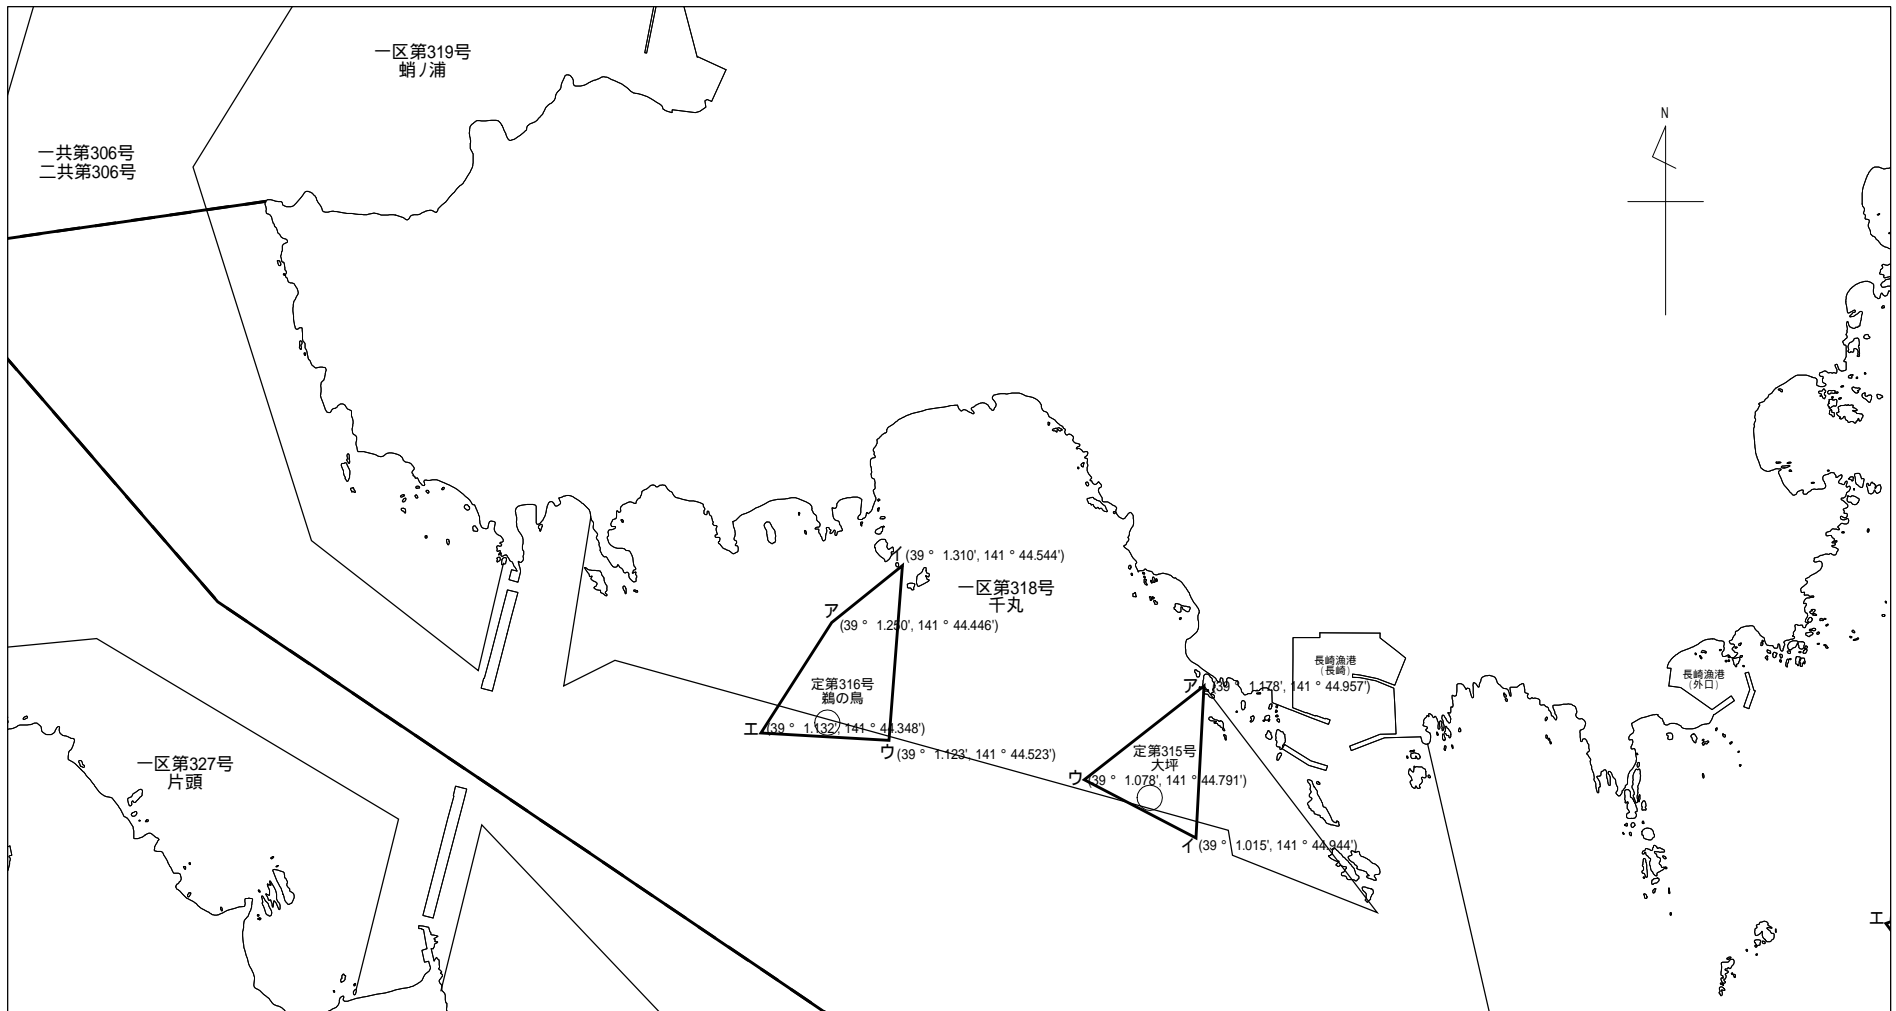 一区第319号
蛸ノ浦
一共第306号
二共第306号
N
イ (39 ° 1.310', 141 ° 44.544')
一区第318号
千丸
ア
(39 ° 1.250', 141 ° 44.446')
定第316号
鵜の鳥
エ (39 ° 1.132', 141 ° 44.348')
ウ (39 ° 1.123', 141 ° 44.523')
長崎漁港
(長崎)
長崎漁港
(外口)
ア (39 ° 1.178', 141 ° 44.957')
定第315号
大坪
ウ (39 ° 1.078', 141 ° 44.791')
イ (39 ° 1.015', 141 ° 44.944')
一区第327号
片頭
エ